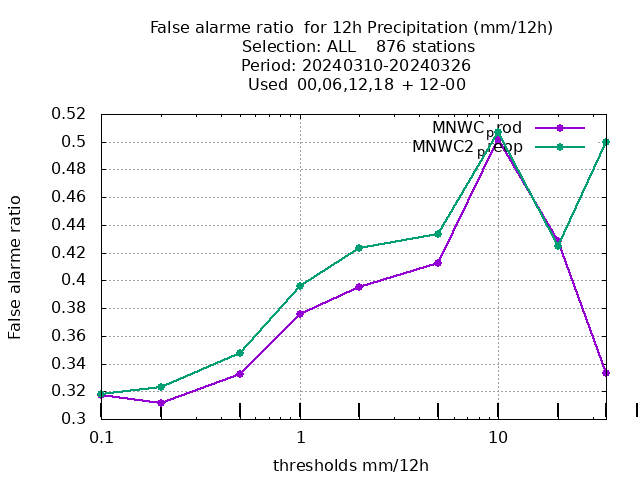 False alarme ratio  for 12h Precipitation (mm/12h)
Selection: ALL    876 stations
Period: 20240310-20240326
Used  00,06,12,18 + 12-00
MNWC_prod
MNWC2_preop
0.52
0.5
0.48
0.46
0.44
0.42
0.4
0.38
0.36
0.34
0.32
0.3
False alarme ratio
0.1
1
10
thresholds mm/12h